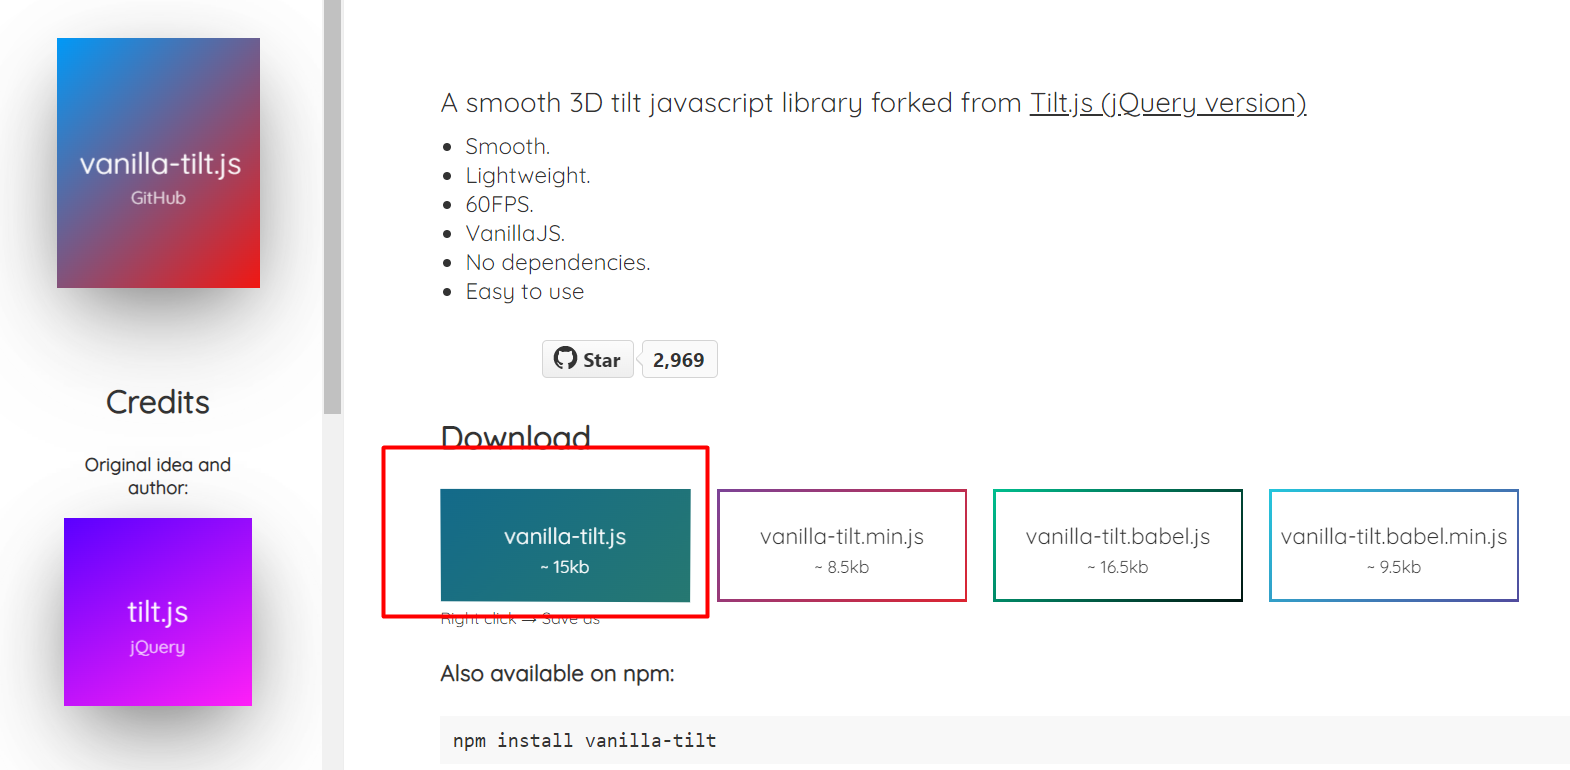 vanilla-tilt.js
GitHub
Credits
Original idea and
author:
tilt.js
jQuery
A smooth 3D tilt javascript library forked from Tilt.js (jQuery version)
Smooth.
Lightweight.
60FPS.
VanillaJS.
No dependencies.
Easy to use
Star 2,969
Download
vanilla-tilt.js
~ 15kb
vanilla-tilt.min.js
~ 8.5kb
vanilla-tilt.babel.js
~ 16.5kb
vanilla-tilt.babel.min.js
~ 9.5kb
Right click → Save as
Also available on npm:
npm install vanilla-tilt